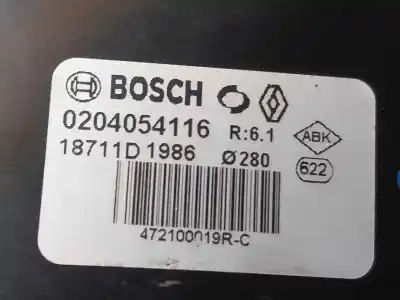 BOSCH
0204054116 R:6.1
18711D 1986 Ø280
ABK
622
472100019R-C